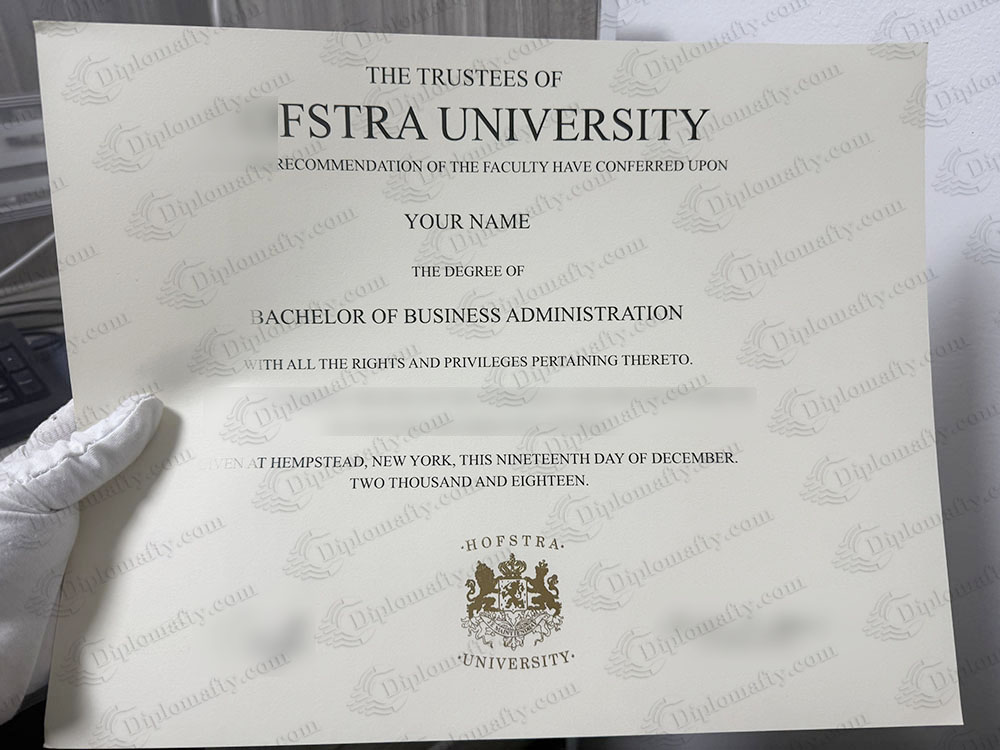 THE TRUSTEES OF
FSTRA UNIVERSITY
RECOMMENDATION OF THE FACULTY HAVE CONFERRED UPON
YOUR NAME
THE DEGREE OF
BACHELOR OF BUSINESS ADMINISTRATION
WITH ALL THE RIGHTS AND PRIVILEGES PERTAINING THERETO.
GIVEN AT HEMPSTEAD, NEW YORK, THIS NINETEENTH DAY OF DECEMBER.
TWO THOUSAND AND EIGHTEEN.
·HOFSTRA·
·UNIVERSITY·
Diplomafty.com